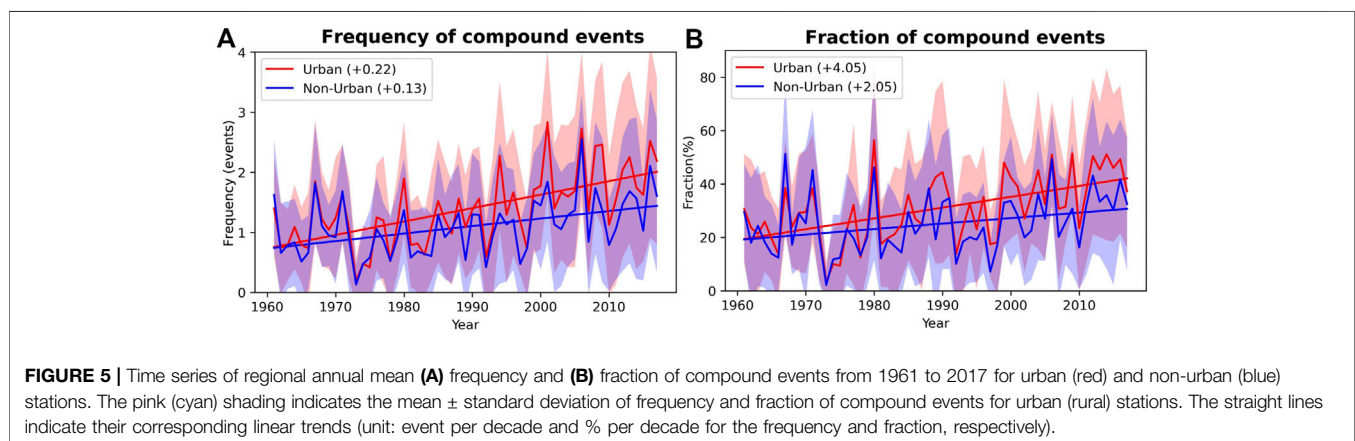 A
Frequency of compound events
Urban (+0.22)
Non-Urban (+0.13)
Frequency (events)
4
3
2
1
0
1960 1970 1980 1990 2000 2010
Year
B
Fraction of compound events
Urban (+4.05)
Non-Urban (+2.05)
Fraction(%)
80
60
40
20
0
1960 1970 1980 1990 2000 2010
Year
FIGURE 5 | Time series of regional annual mean (A) frequency and (B) fraction of compound events from 1961 to 2017 for urban (red) and non-urban (blue)
stations. The pink (cyan) shading indicates the mean ± standard deviation of frequency and fraction of compound events for urban (rural) stations. The straight lines
indicate their corresponding linear trends (unit: event per decade and % per decade for the frequency and fraction, respectively).